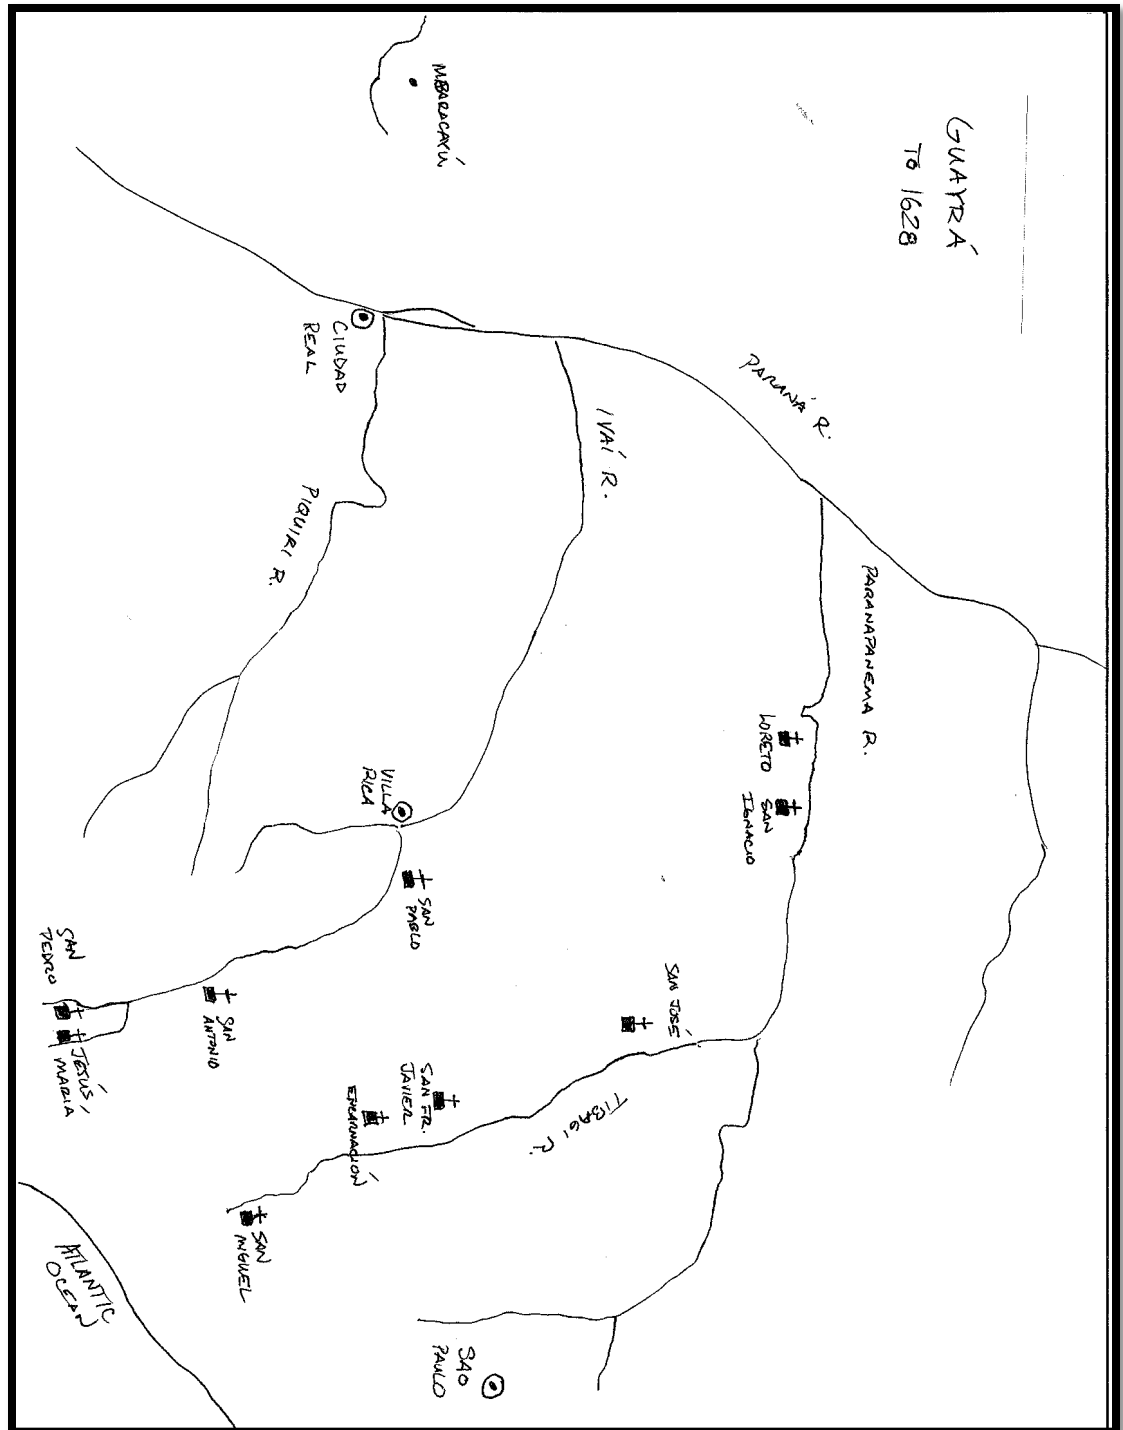 GUAYRÁ
TO 1628
MBARACAYÚ
PARANÁ R.
PARANAPANEMA R.
IVAÍ R.
CIUDAD
REAL
PIQUIRI R.
LORETO
SAN
IGNACIO
VILLA
RICA
SAN
PABLO
SAN JOSÉ
SAN
PEDRO
JESÚS,
MARIA
SAN
ANTONIO
SAN FR.
JAVIER
ENCARNACIÓN
TIBAGI R.
SAN
MIGUEL
ATLANTIC
OCEAN
SAO
PAULO